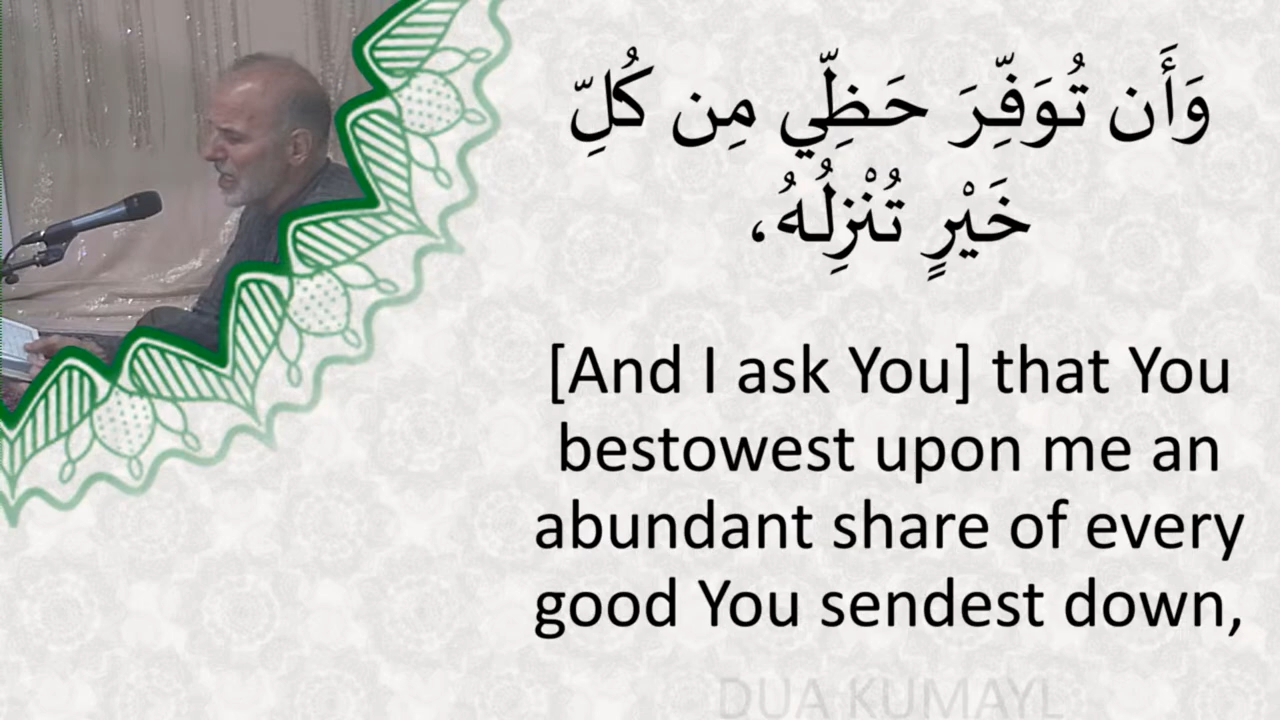 وَأَن تُوَفِّرَ حَظِّي مِن كُلِّ
خَيْرٍ تُنْزِلُهُ،
[And I ask You] that You
bestowest upon me an
abundant share of every
good You sendest down,
DUA KUMAYL